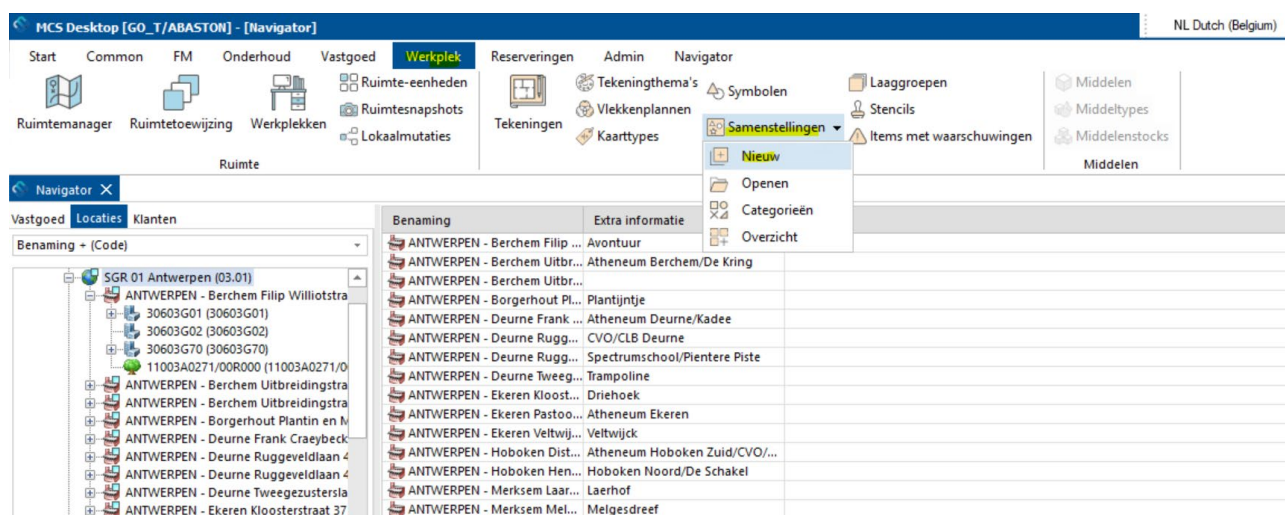 MCS Desktop [GO_T/ABASTON] - [Navigator]
NL Dutch (Belgium)
Start Common FM Onderhoud Vastgoed Werkplek Reserveringen Admin Navigator
Ruimtemanager Ruimtetoewijzing Werkplekken
Ruimte-eenheden
Ruimtesnapshots
Lokaalmutaties
Ruimte
Tekeningen
Tekeningthema's
Vlekkenplannen
Kaarttypes
Symbolen
Samenstellingen
Nieuw
Openen
Categorieën
Overzicht
Laaggroepen
Stencils
Items met waarschuwingen
Middelen
Middeltypes
Middelenstocks
Middelen
Navigator
Vastgoed Locaties Klanten
Benaming + (Code)
SGR 01 Antwerpen (03.01)
ANTWERPEN - Berchem Filip Williotstra
30603G01 (30603G01)
30603G02 (30603G02)
30603G70 (30603G70)
11003A0271/00R000 (11003A0271/0
ANTWERPEN - Berchem Uitbreidingstra
ANTWERPEN - Berchem Uitbreidingstra
ANTWERPEN - Borgerhout Plantin en M
ANTWERPEN - Deurne Frank Craeybeck
ANTWERPEN - Deurne Ruggeveldlaan 4
ANTWERPEN - Deurne Ruggeveldlaan 4
ANTWERPEN - Deurne Tweegezustersla
ANTWERPEN - Ekeren Kloosterstraat 37
Benaming Extra informatie
ANTWERPEN - Berchem Filip ... Avontuur
ANTWERPEN - Berchem Uitbr... Atheneum Berchem/De Kring
ANTWERPEN - Berchem Uitbr...
ANTWERPEN - Borgerhout Pl... Plantijntje
ANTWERPEN - Deurne Frank ... Atheneum Deurne/Kadee
ANTWERPEN - Deurne Rugg... CVO/CLB Deurne
ANTWERPEN - Deurne Rugg... Spectrumschool/Pientere Piste
ANTWERPEN - Deurne Tweeg... Trampoline
ANTWERPEN - Ekeren Kloost... Driehoek
ANTWERPEN - Ekeren Pastoo... Atheneum Ekeren
ANTWERPEN - Ekeren Veltwij... Veltwijck
ANTWERPEN - Hoboken Dist... Atheneum Hoboken Zuid/CVO/...
ANTWERPEN - Hoboken Hen... Hoboken Noord/De Schakel
ANTWERPEN - Merksem Laar... Laerhof
ANTWERPEN - Merksem Mel... Melgesdreef